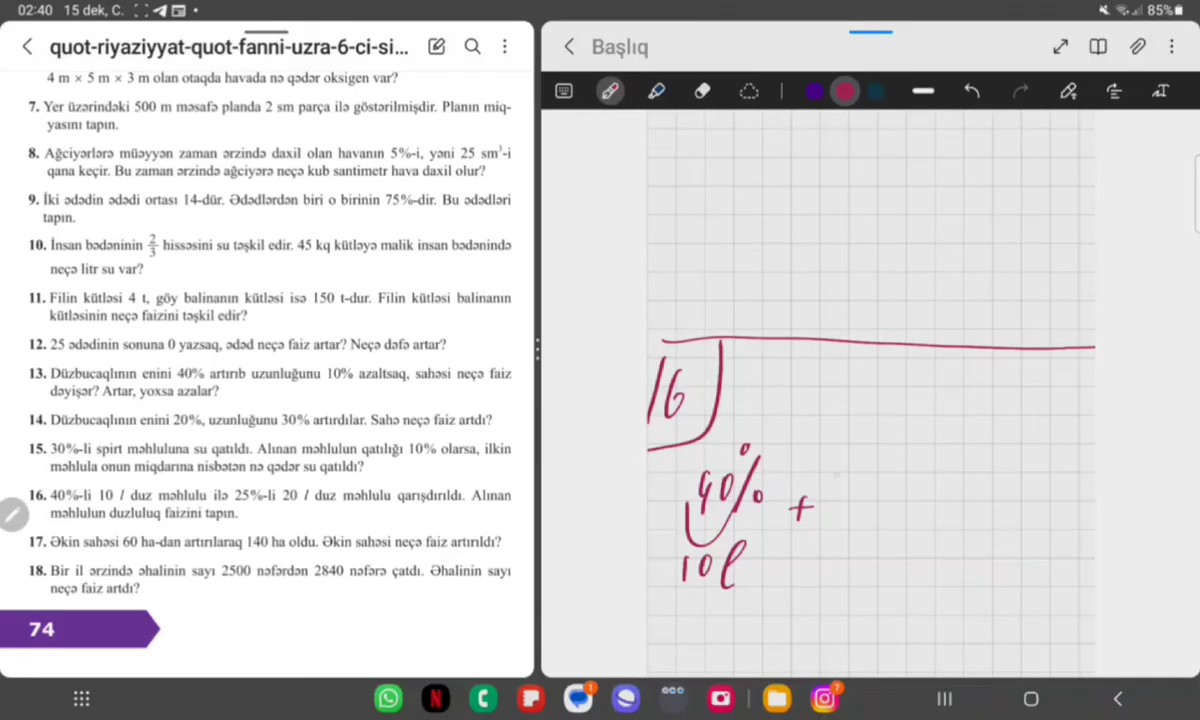 02:40 15 dek, C.
85%
quot-riyaziyyat-quot-fanni-uzra-6-ci-si...
4 m × 5 m × 3 m olan otaqda havada nə qədər oksigen var?
7. Yer üzərindəki 500 m məsafə planda 2 sm parça ilə göstərilmişdir. Planın miq-
yasını tapın.
8. Ağciyərlərə müəyyən zaman ərzində daxil olan havanın 5%-i, yəni 25 sm³-i
qana keçir. Bu zaman ərzində ağciyərə neçə kub santimetr hava daxil olur?
9. İki ədədin ədədi ortası 14-dür. Ədədlərdən biri o birinin 75%-dir. Bu ədədləri
tapın.
10. İnsan bədəninin 2/3 hissəsini su təşkil edir. 45 kq kütləyə malik insan bədənində
neçə litr su var?
11. Filin kütləsi 4 t, göy balinanın kütləsi isə 150 t-dur. Filin kütləsi balinanın
kütləsinin neçə faizini təşkil edir?
12. 25 ədədinin sonuna 0 yazsaq, ədəd neçə faiz artar? Neçə dəfə artar?
13. Düzbucaqlının enini 40% artırıb uzunluğunu 10% azaltsaq, sahəsi neçə faiz
dəyişər? Artar, yoxsa azalar?
14. Düzbucaqlının enini 20%, uzunluğunu 30% artırdılar. Sahə neçə faiz artdı?
15. 30%-li spirt məhluluna su qatıldı. Alınan məhlulun qatılığı 10% olarsa, ilkin
məhlula onun miqdarına nisbətən nə qədər su qatıldı?
16. 40%-li 10 l duz məhlulu ilə 25%-li 20 l duz məhlulu qarışdırıldı. Alınan
məhlulun duzluluq faizini tapın.
17. Əkin sahəsi 60 ha-dan artırılaraq 140 ha oldu. Əkin sahəsi neçə faiz artırıldı?
18. Bir il ərzində əhalinin sayı 2500 nəfərdən 2840 nəfərə çatdı. Əhalinin sayı
neçə faiz artdı?
74
Başlıq
16
40% +
10l
1
7